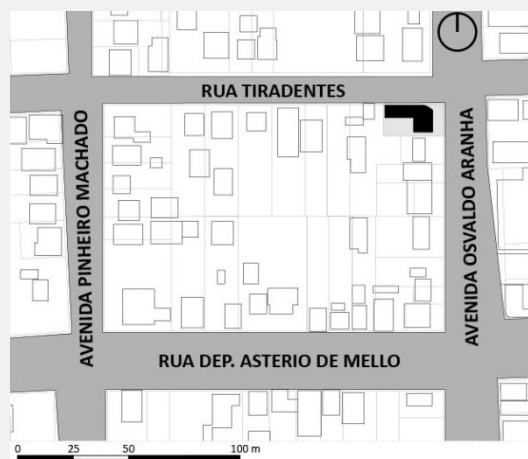 RUA TIRADENTES
AVENIDA PINHEIRO MACHADO
AVENIDA OSVALDO ARANHA
RUA DEP. ASTERIO DE MELLO
0 25 50 100 m